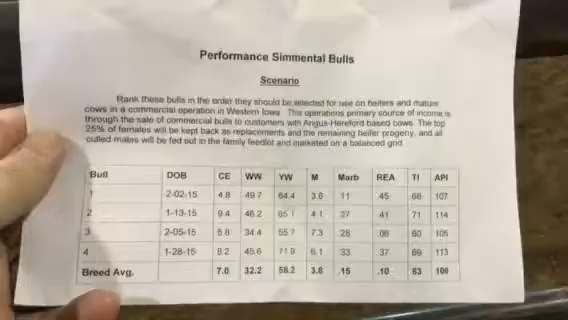 Performance Simmental Bulls
Scenario
Rank these bulls in the order they should be selected for use on heifers and mature
cows in a commercial operation in Western Iowa. This operations primary source of income is
through the sale of commercial bulls to customers with Angus-Hereford based cows. The top
25% of females will be kept back as replacements and the remaining heifer progeny, and all
culled males will be fed out in the family feedlot and marketed on a balanced grid.
Bull DOB CE WW YW M Marb REA TI API
1 2-02-15 4.8 49.7 64.4 3.6 11 .45 68 107
2 1-13-15 9.4 46.2 65.1 4.1 .27 .41 71 114
3 2-05-15 5.8 34.4 55.7 7.3 .28 .08 60 105
4 1-28-15 8.2 45.6 71.9 6.1 .33 .37 69 113
Breed Avg. 7.0 32.2 58.2 3.8 .15 .10 63 106